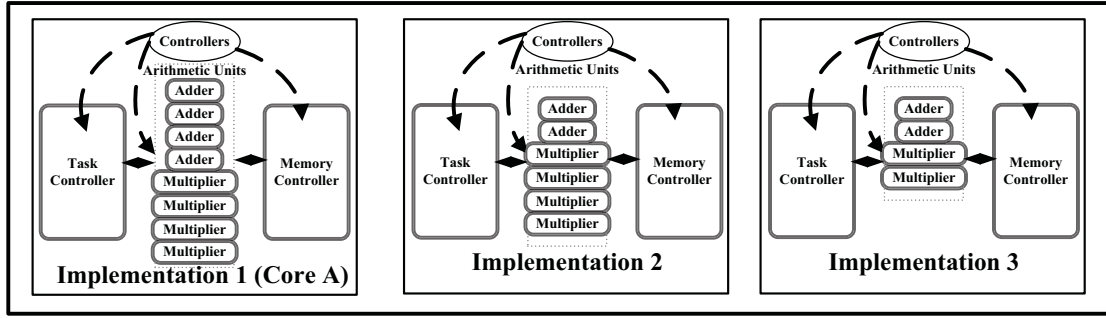 Controllers
Arithmetic Units
Adder
Adder
Adder
Adder
Multiplier
Multiplier
Multiplier
Multiplier
Task
Controller
Memory
Controller
Implementation 1 (Core A)
Controllers
Arithmetic Units
Adder
Adder
Multiplier
Multiplier
Multiplier
Multiplier
Task
Controller
Memory
Controller
Implementation 2
Controllers
Arithmetic Units
Adder
Adder
Multiplier
Multiplier
Task
Controller
Memory
Controller
Implementation 3